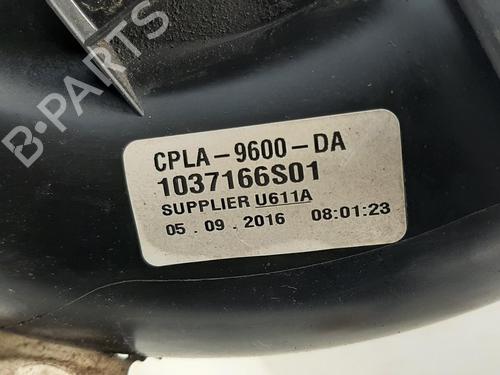 B-PARTS
CPLA-9600-DA
1037166S01
SUPPLIER U611A
05.09.2016 08:01:23